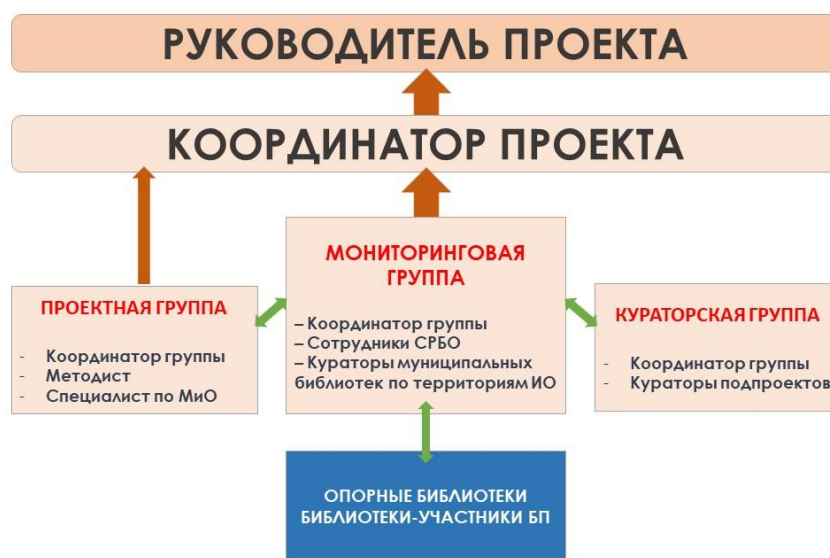 РУКОВОДИТЕЛЬ ПРОЕКТА
КООРДИНАТОР ПРОЕКТА
ПРОЕКТНАЯ ГРУППА
- Координатор группы
- Методист
- Специалист по МиО
МОНИТОРИНГОВАЯ
ГРУППА
– Координатор группы
– Сотрудники СРБО
– Кураторы муниципальных
библиотек по территориям ИО
КУРАТОРСКАЯ ГРУППА
- Координатор группы
- Кураторы подпроектов
ОПОРНЫЕ БИБЛИОТЕКИ
БИБЛИОТЕКИ-УЧАСТНИКИ БП